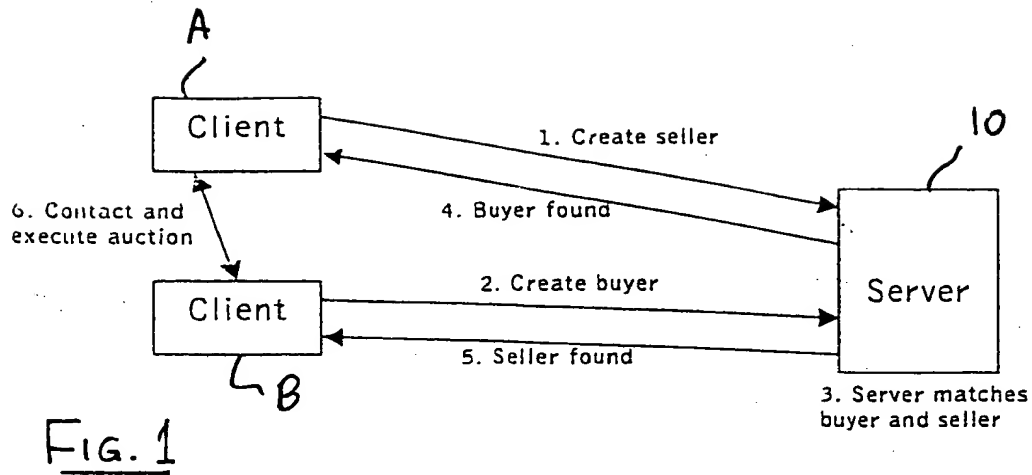 A
Client
1. Create seller
10
4. Buyer found
6. Contact and
execute auction
Client
2. Create buyer
Server
5. Seller found
B
3. Server matches
buyer and seller
FIG. 1